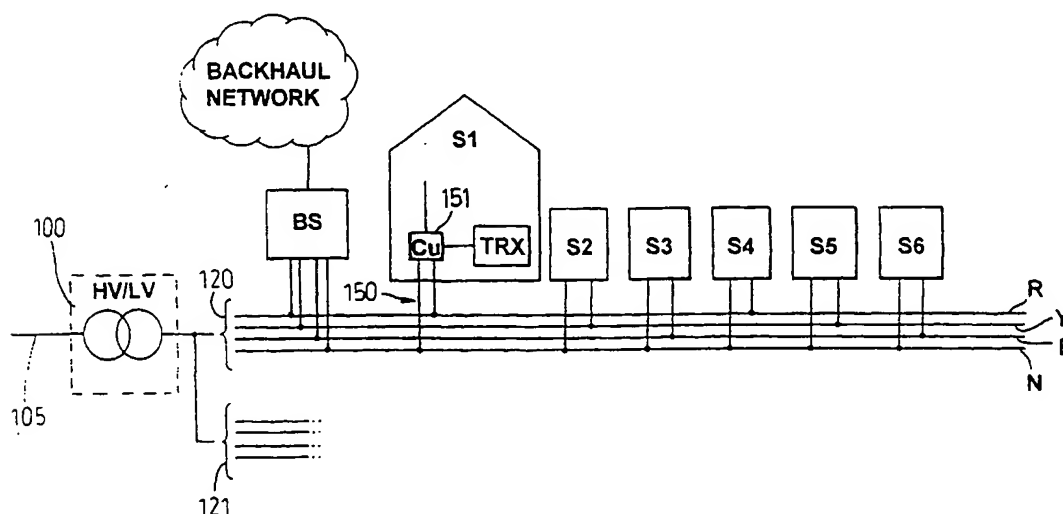 BACKHAUL
NETWORK
S1
151
BS
Cu
TRX
S2
S3
S4
S5
S6
100
HV/LV
120
150
R
Y
N
105
121